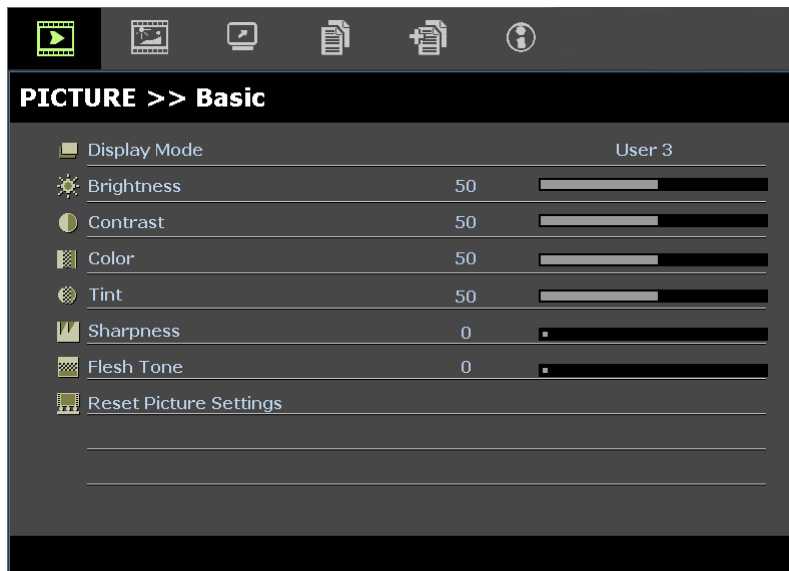 PICTURE >> Basic
Display Mode User 3
Brightness 50
Contrast 50
Color 50
Tint 50
Sharpness 0
Flesh Tone 0
Reset Picture Settings